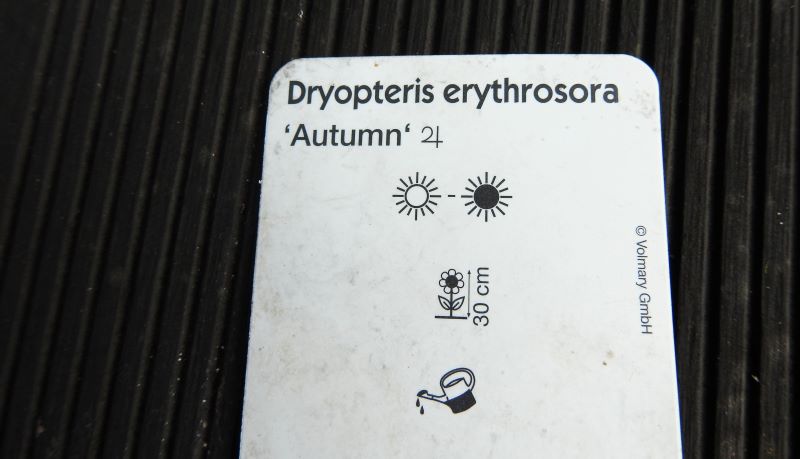 Dryopteris erythrosora
‘Autumn‘ ♃
30 cm
© Volmary GmbH